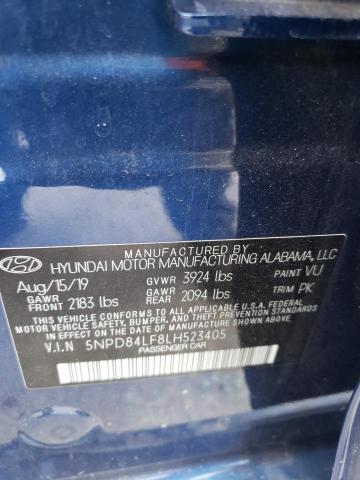 MANUFACTURED BY
HYUNDAI MOTOR MANUFACTURING ALABAMA, LLC
Aug/15/19 GVWR 3924 lbs PAINT VU
GAWR FRONT 2183 lbs GAWR REAR 2094 lbs TRIM PK
THIS VEHICLE CONFORMS TO ALL APPLICABLE U.S.A. FEDERAL
MOTOR VEHICLE SAFETY, BUMPER, AND THEFT PREVENTION
STANDARDS IN EFFECT ON THE DATE OF MANUFACTURE SHOWN ABOVE.
V.I.N 5NPD84LF8LH523405
PASSENGER CAR